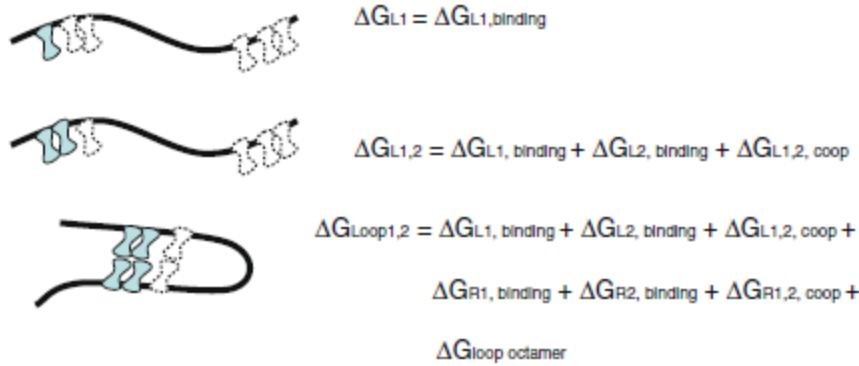 ΔGL1 = ΔGL1,binding
ΔGL1,2 = ΔGL1, binding + ΔGL2, binding + ΔGL1,2, coop
ΔGLoop1,2 = ΔGL1, binding + ΔGL2, binding + ΔGL1,2, coop +
ΔGR1, binding + ΔGR2, binding + ΔGR1,2, coop +
ΔGloop octamer